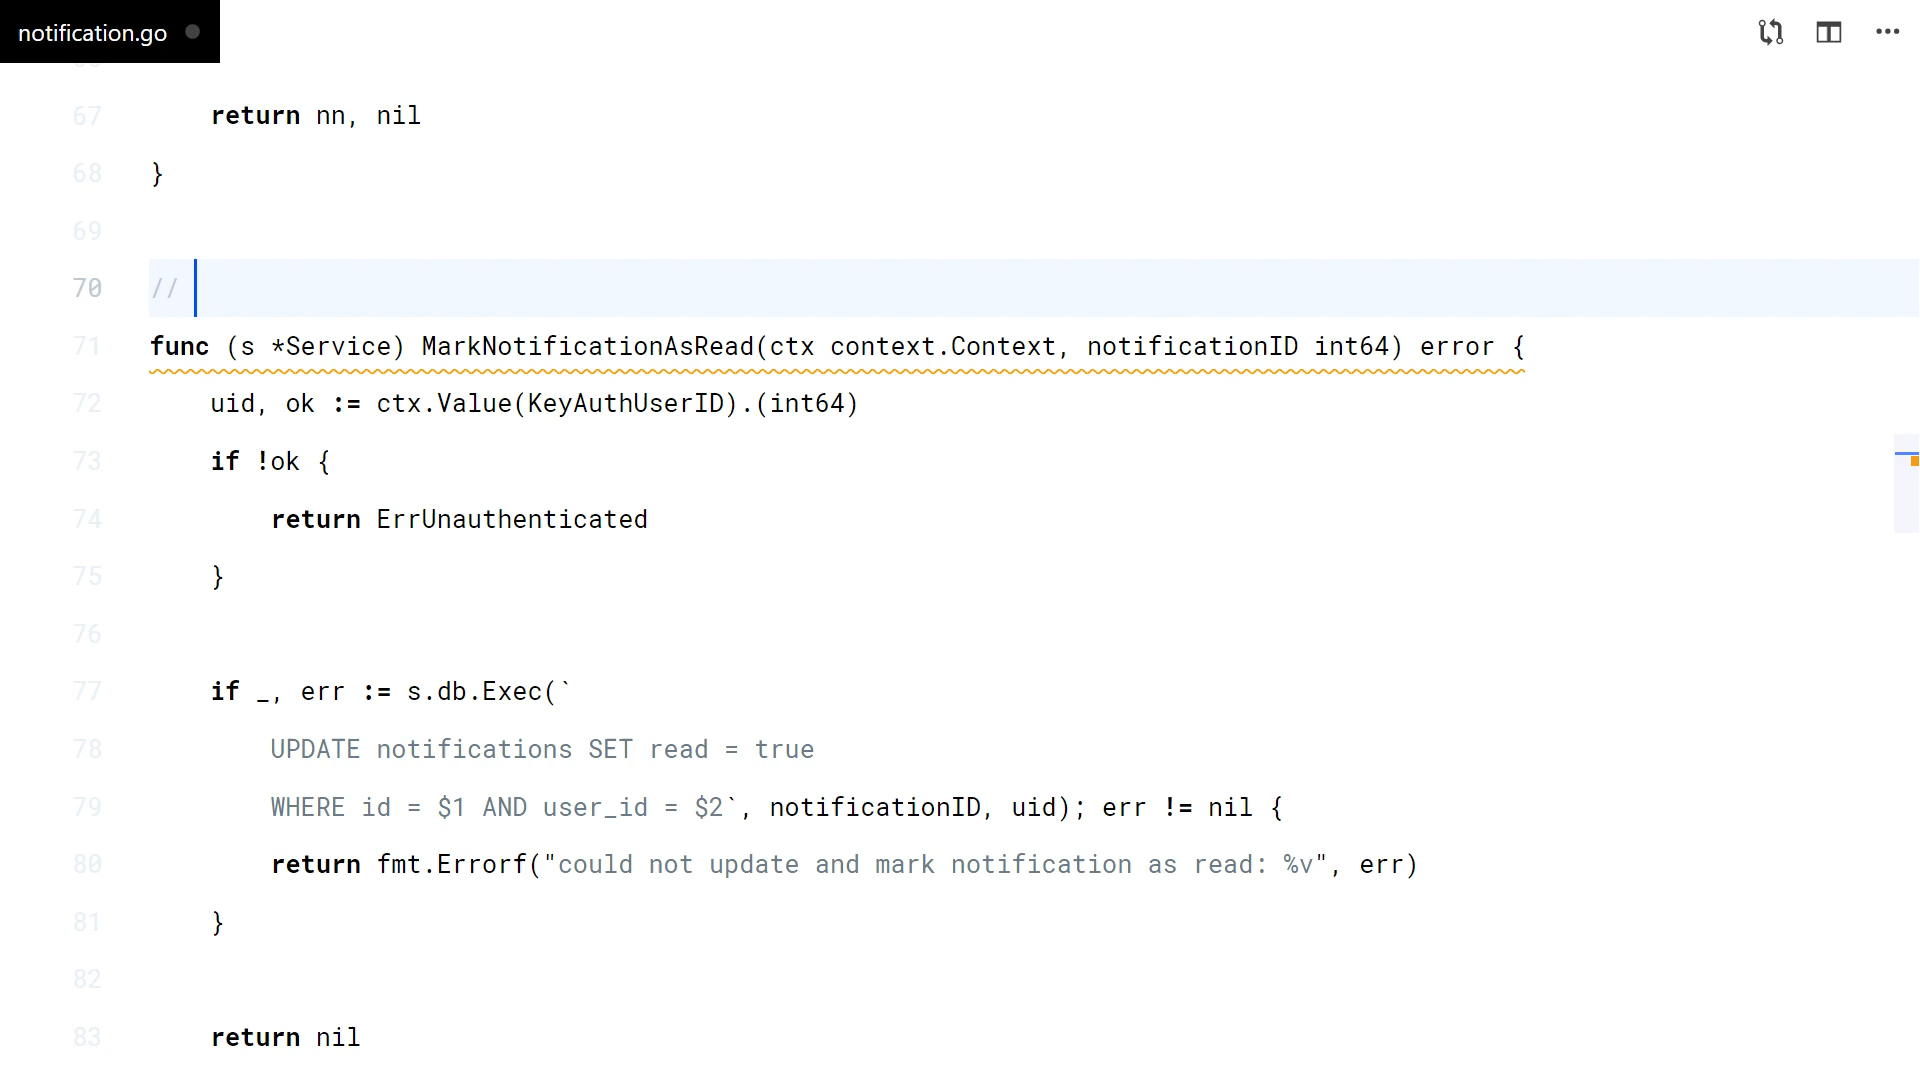 notification.go
67 return nn, nil
68 }
69
70 //
71 func (s *Service) MarkNotificationAsRead(ctx context.Context, notificationID int64) error {
72 uid, ok := ctx.Value(KeyAuthUserID).(int64)
73 if !ok {
74 return ErrUnauthenticated
75 }
76
77 if _, err := s.db.Exec(`
78 UPDATE notifications SET read = true
79 WHERE id = $1 AND user_id = $2`, notificationID, uid); err != nil {
80 return fmt.Errorf("could not update and mark notification as read: %v", err)
81 }
82
83 return nil